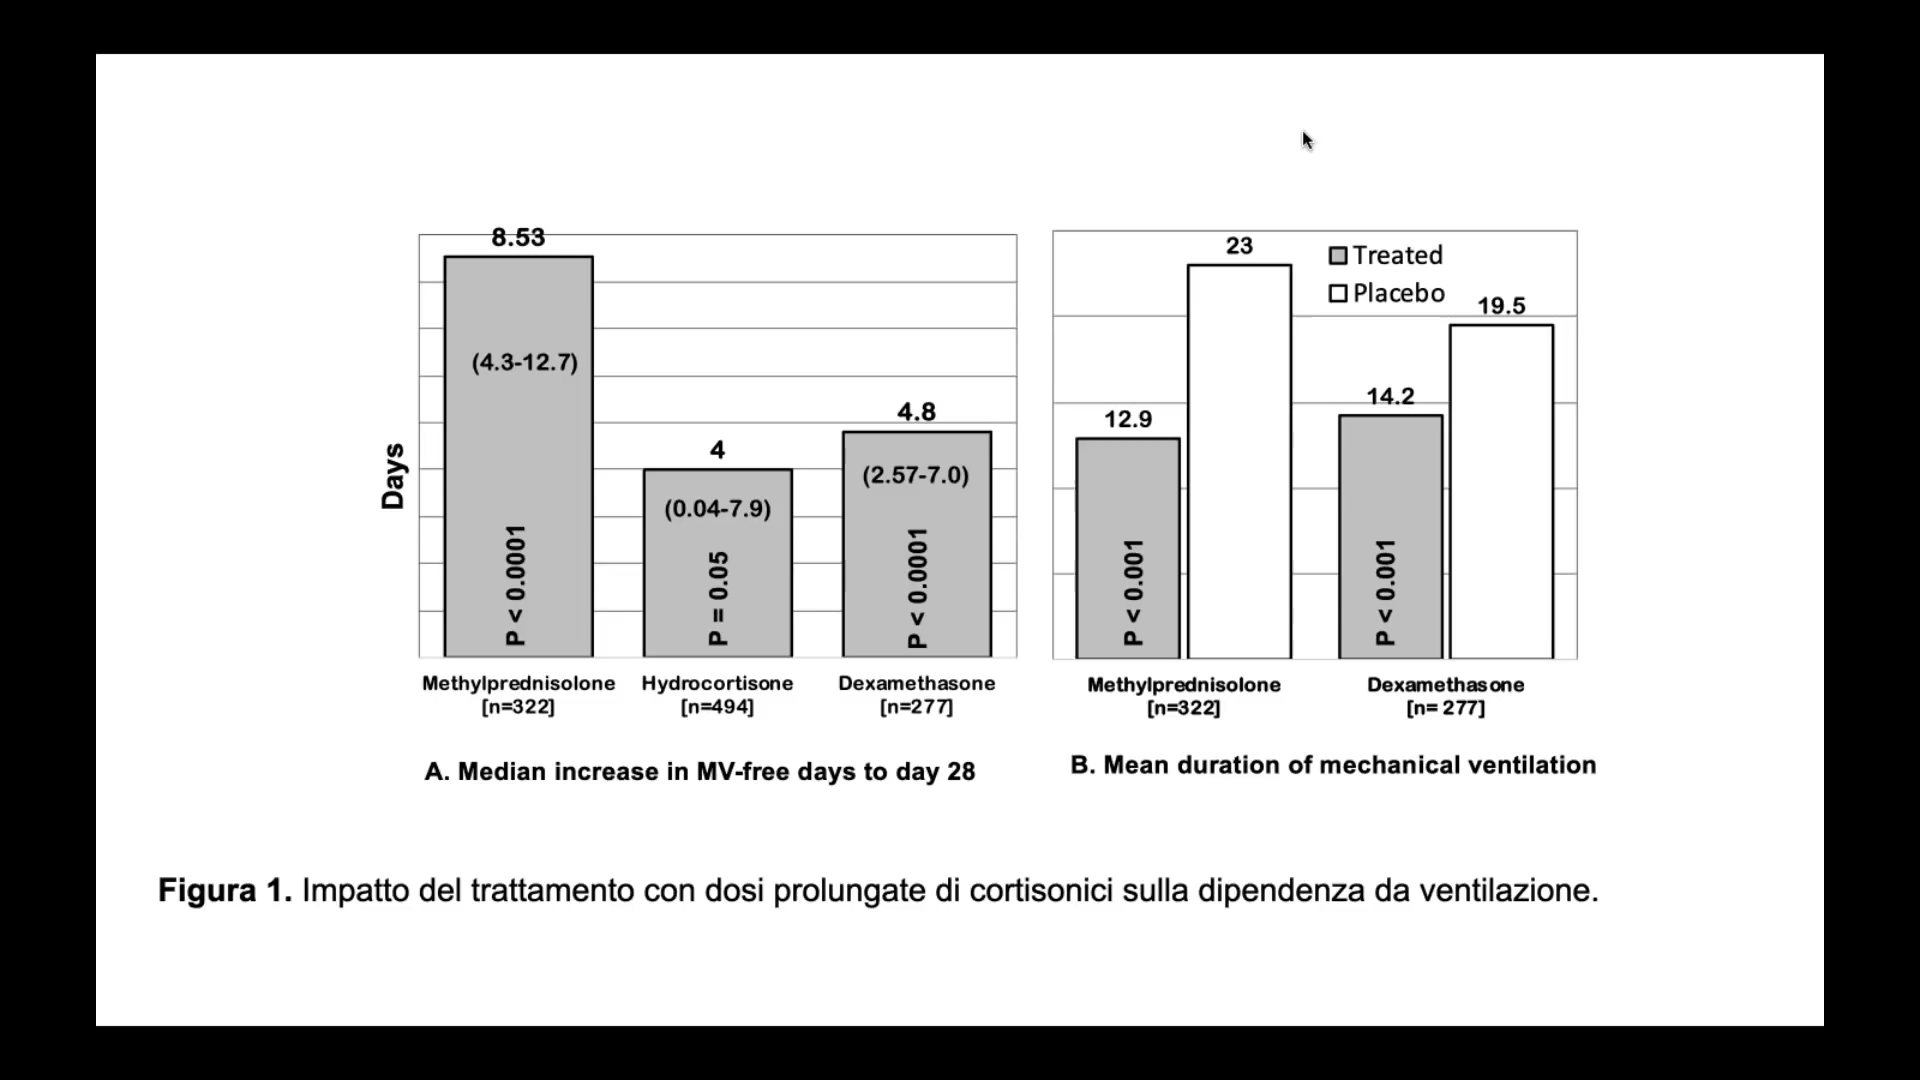 Days
8.53
(4.3-12.7)
P < 0.0001
4
(0.04-7.9)
P = 0.05
4.8
(2.57-7.0)
P < 0.0001
Methylprednisolone
[n=322]
Hydrocortisone
[n=494]
Dexamethasone
[n=277]
A. Median increase in MV-free days to day 28
Treated
Placebo
12.9
P < 0.001
23
14.2
P < 0.001
19.5
Methylprednisolone
[n=322]
Dexamethasone
[n= 277]
B. Mean duration of mechanical ventilation
Figura 1. Impatto del trattamento con dosi prolungate di cortisonici sulla dipendenza da ventilazione.